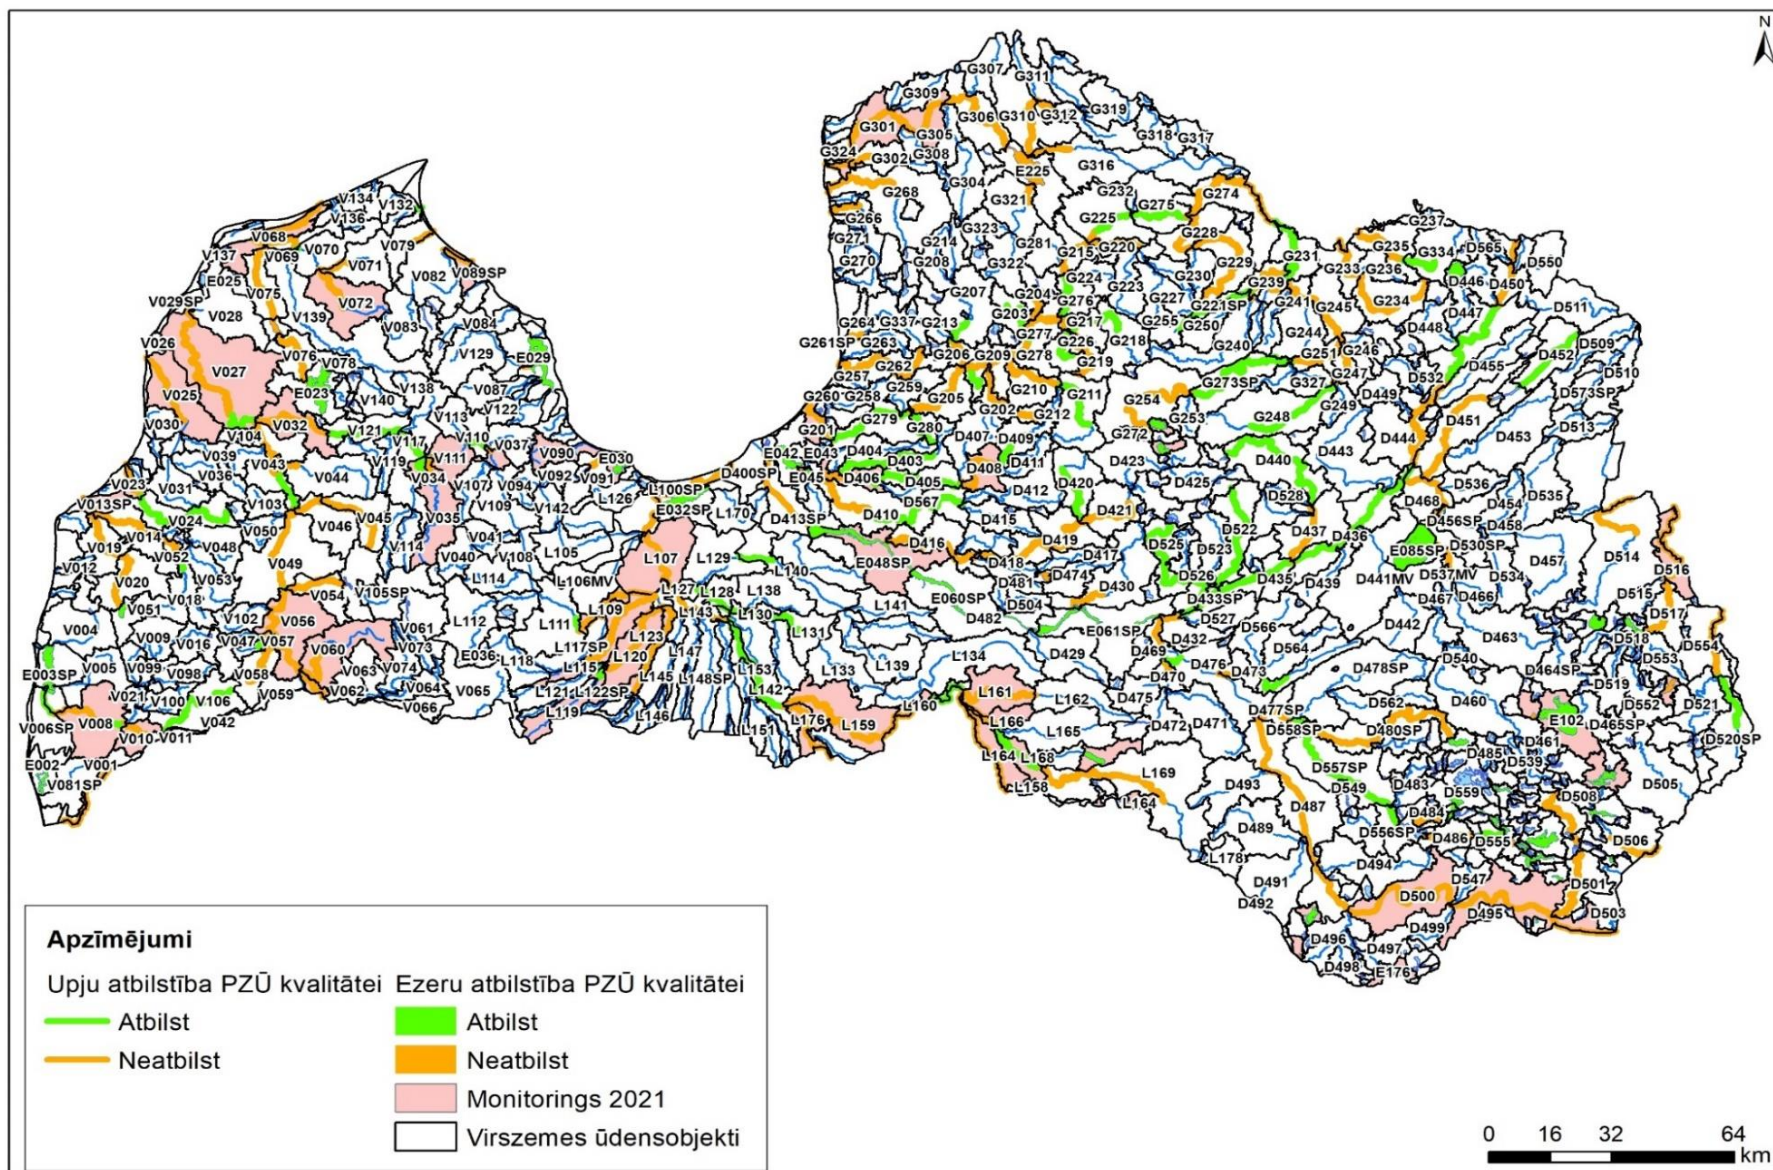 N
G307
G311
G309
G319
G301
G306
G310
G312
G305
G318
G317
G324
G302
G308
E225
G316
G304
G232
G274
G268
G321
G275
G225
G237
V134
V132
V136
G266
G323
G228
V068
V070
V079
G271
G214
G281
G220
G235
G334
D565
V137
V069
G215
G231
D550
V071
G270
G208
G322
G229
G233
G236
E025
V082
V089SP
G224
G230
G239
D446
V075
V072
G207
G204
G276
G223
G227
G221SP
G241
G245
G234
D450
V029SP
V028
V139
V083
V084
G264
G337
G213
G203
G217
G255
G250
D447
D511
V026
V076
V078
V129
E029
G261SP
G263
G277
G226
G218
G240
G244
G246
D448
D452
D509
V027
G206
G209
G278
G219
G251
D455
D510
V025
E023
V138
V087
G257
G262
G273SP
G247
D532
V140
G260
G258
G259
G210
G254
G327
D449
D573SP
V030
V032
V113
V122
G205
G211
G253
G248
G249
D451
V104
V121
V117
V110
V037
G201
G279
G280
G202
G212
G272
D444
D453
D513
V039
V119
V111
V090
E030
E042
E043
D404
D407
D409
D440
D443
V043
V036
V034
V092
V091
D400SP
E045
D403
D408
D411
D423
V023
V031
V044
V107
V094
L126
L100SP
D406
D405
D412
D420
D425
D528
D468
D536
V013SP
V103
V109
V142
E032SP
L170
D567
D454
D535
V024
V050
V046
V045
V035
D413SP
D410
D415
D421
D522
D437
D456SP
D458
V014
V019
V052
V048
V041
L107
D416
D419
D525
D523
D436
E085SP
D530SP
V012
V049
V114
V040
V108
L105
L129
E048SP
D418
D417
D457
D514
V020
V053
L114
L106MV
L140
D481
D474
D526
D435
D439
D441MV
D537MV
D534
D516
V018
V054
V105SP
L127
L138
E060SP
D430
D433SP
D467
D466
D515
V051
V102
L109
L143
L128
L141
D504
D482
D527
D517
V004
V009
V016
V056
V061
L112
L111
L123
L130
L131
E061SP
D432
D566
D442
D463
D518
V047
V057
V073
L117SP
L120
L147
L134
D429
D469
D564
D540
D553
D554
E003SP
V005
V099
V098
V060
V063
V074
E036
L118
L115
L145
L153
L133
L139
D476
D473
D478SP
D464SP
V058
V064
V065
L121
L122SP
L148SP
L142
L161
L162
D475
D470
D519
V021
V100
V106
V059
V062
V066
L119
L146
L176
L160
D477SP
D562
D460
E102
D552
D521
V006SP
V008
V042
L151
L159
L166
L165
D472
D471
D558SP
D480SP
D465SP
V010
V011
L164
L168
D557SP
D485
D461
D520SP
E002
V001
L169
D493
D539
V081SP
L158
L164
D549
D483
D559
D505
D487
D484
D508
D489
D556SP
D486
D555
D506
L178
D494
D491
D547
D501
D492
D500
D495
D503
D496
D499
D497
D498
E176
Apzīmējumi
Upju atbilstība PZŪ kvalitātei
Ezeru atbilstība PZŪ kvalitātei
Atbilst
Atbilst
Neatbilst
Neatbilst
Monitorings 2021
Virszemes ūdensobjekti
0 16 32 64
km